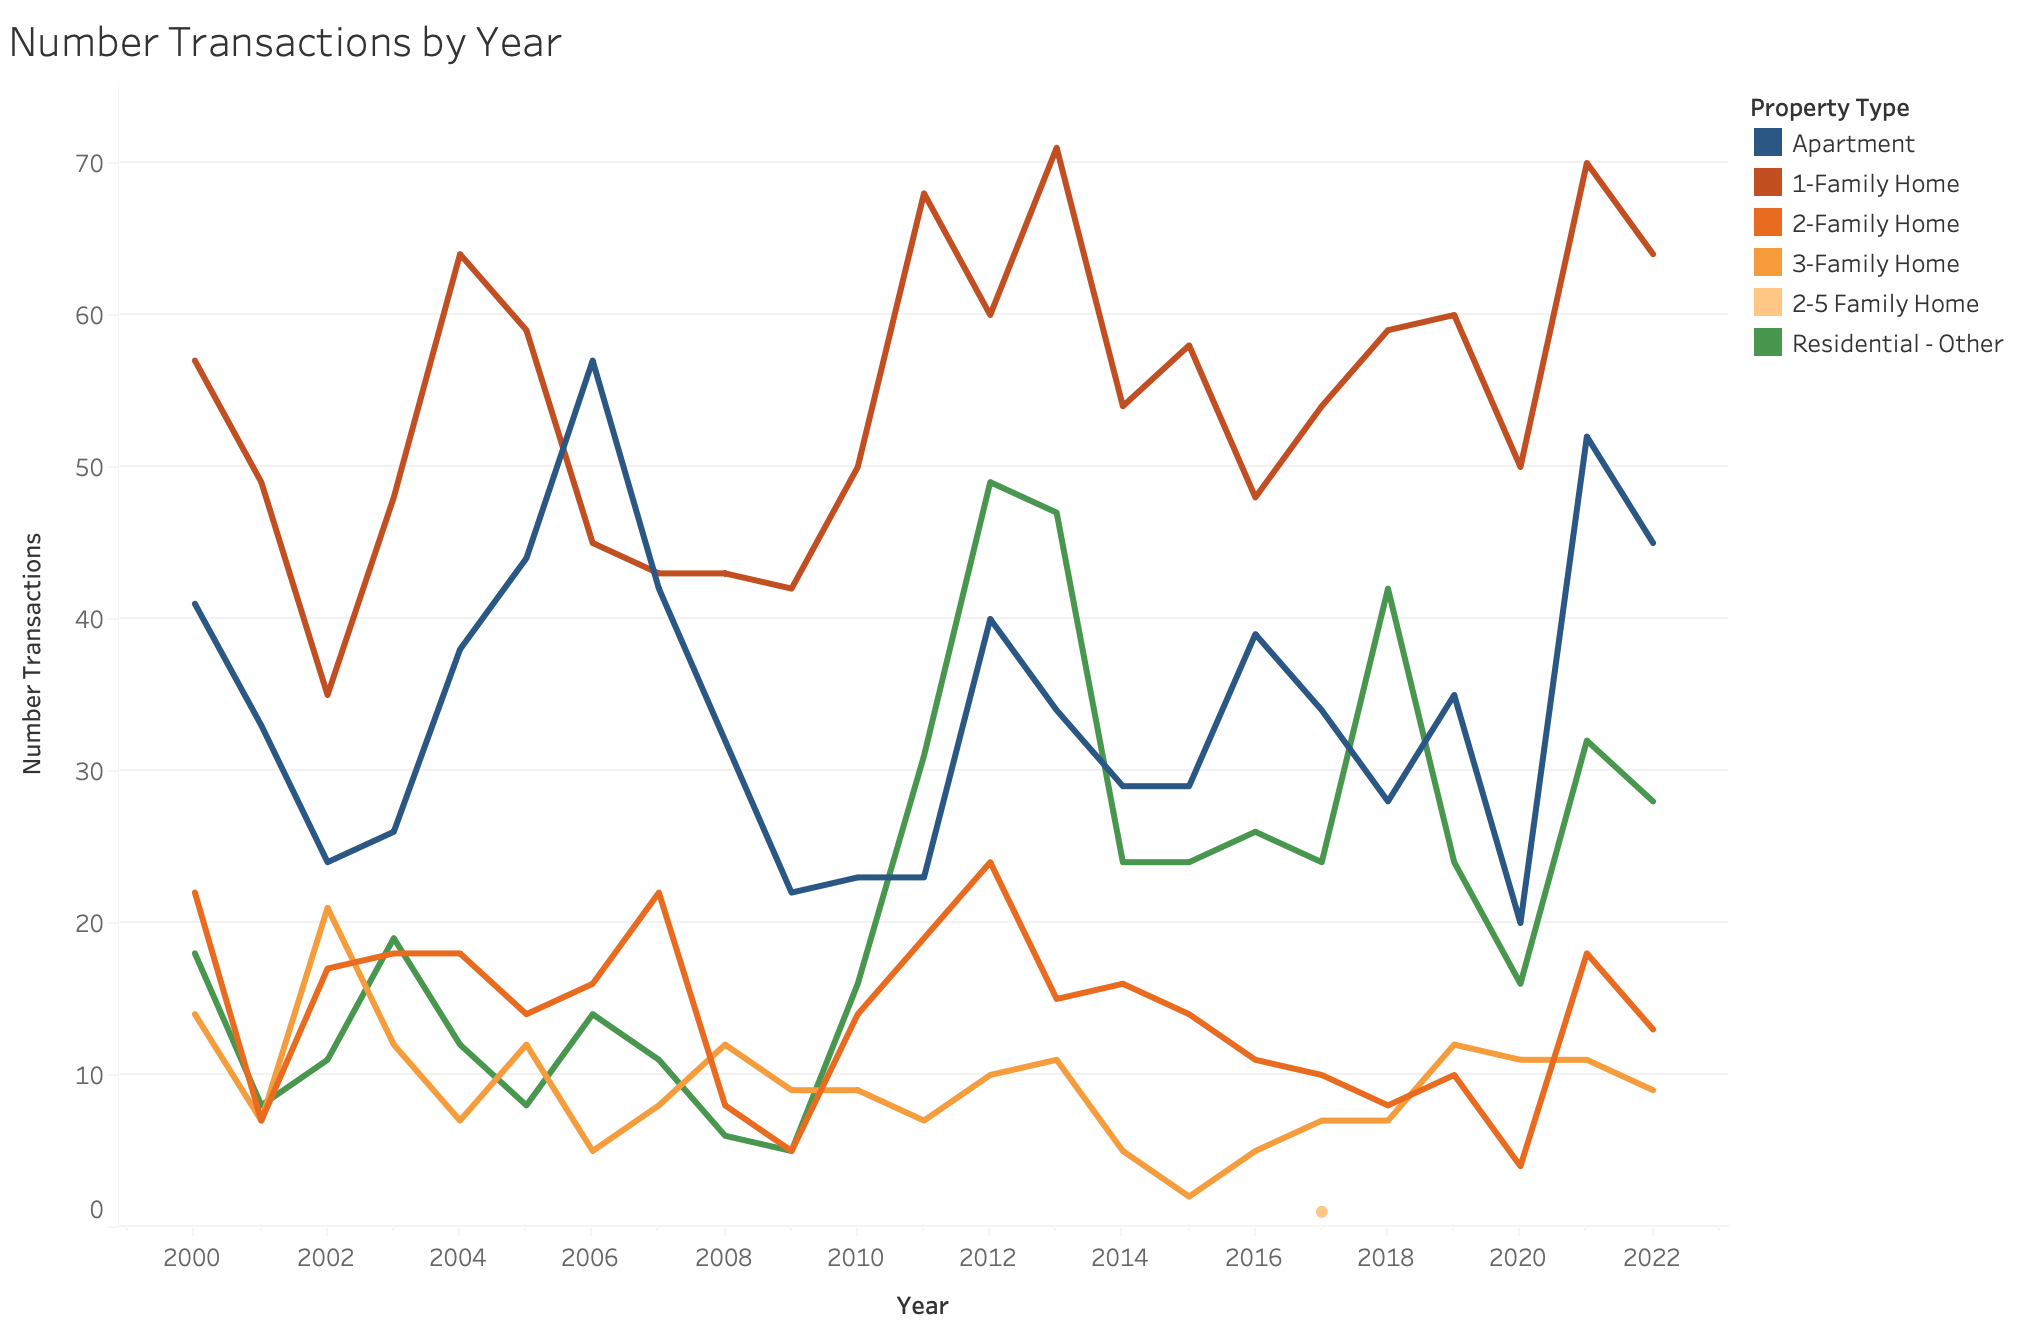 Number Transactions by Year
Property Type
Apartment
1-Family Home
2-Family Home
3-Family Home
2-5 Family Home
Residential - Other
Number Transactions
70
60
50
40
30
20
10
0
2000 2002 2004 2006 2008 2010 2012 2014 2016 2018 2020 2022
Year